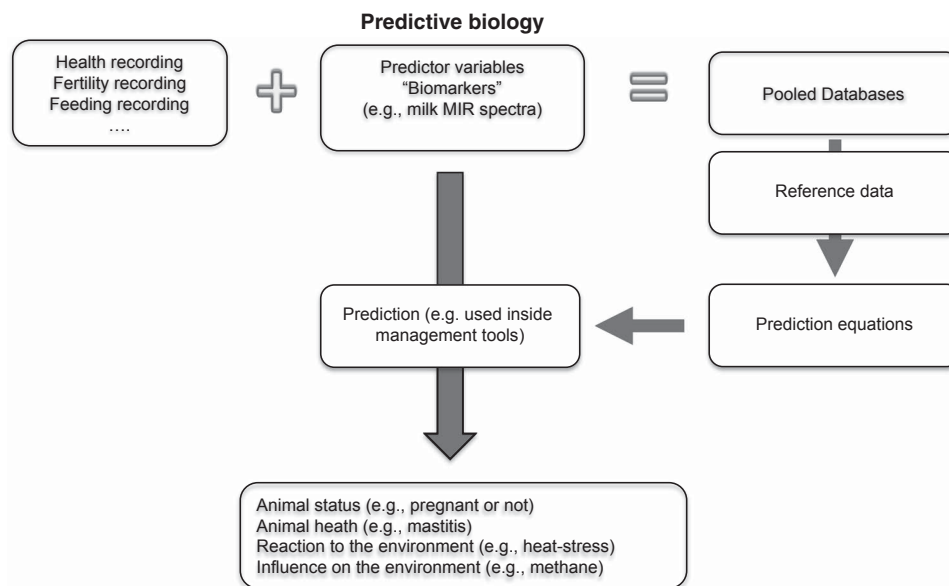 Predictive biology
Health recording
Fertility recording
Feeding recording
....
Predictor variables
“Biomarkers”
(e.g., milk MIR spectra)
Pooled Databases
Reference data
Prediction equations
Prediction (e.g. used inside
management tools)
Animal status (e.g., pregnant or not)
Animal heath (e.g., mastitis)
Reaction to the environment (e.g., heat-stress)
Influence on the environment (e.g., methane)